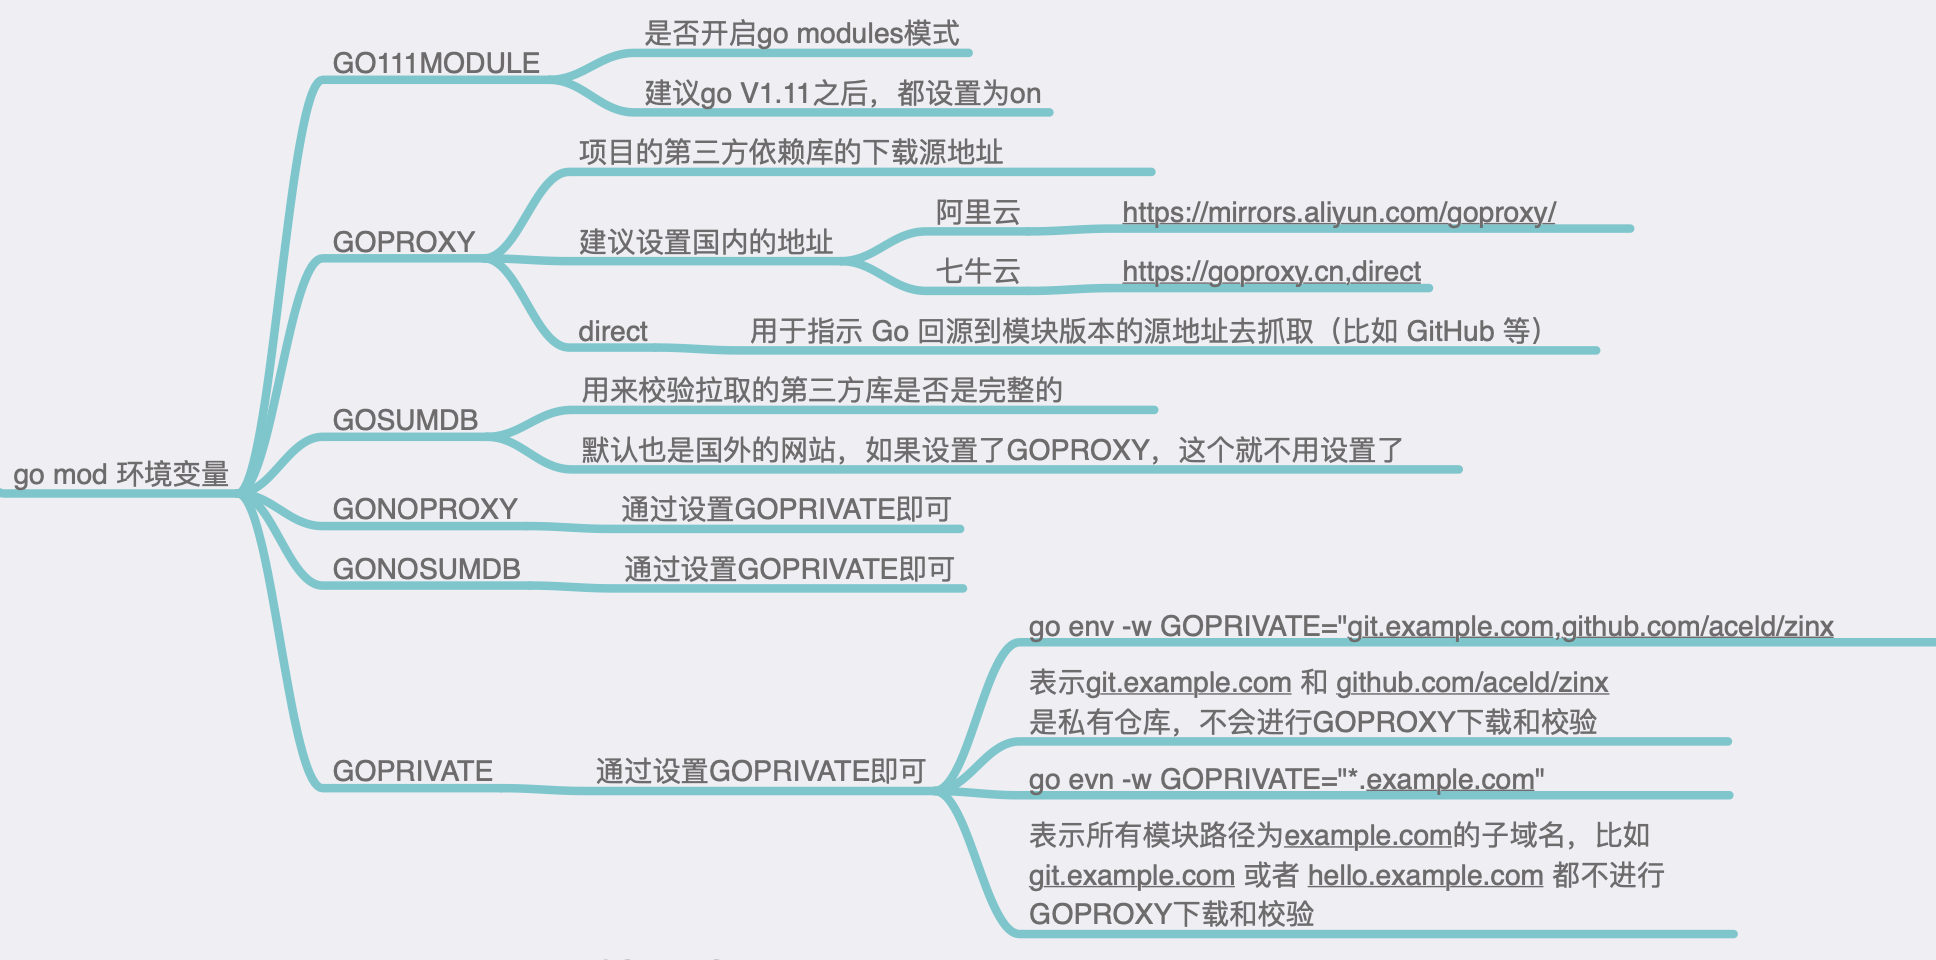 go mod 环境变量
GO111MODULE
是否开启go modules模式
建议go V1.11之后，都设置为on
GOPROXY
项目的第三方依赖库的下载源地址
建议设置国内的地址
阿里云
https://mirrors.aliyun.com/goproxy/
七牛云
https://goproxy.cn,direct
direct
用于指示 Go 回源到模块版本的源地址去抓取（比如 GitHub 等）
GOSUMDB
用来校验拉取的第三方库是否是完整的
默认也是国外的网站，如果设置了GOPROXY，这个就不用设置了
GONOPROXY
通过设置GOPRIVATE即可
GONOSUMDB
通过设置GOPRIVATE即可
GOPRIVATE
通过设置GOPRIVATE即可
go env -w GOPRIVATE="git.example.com,github.com/aceld/zinx
表示git.example.com 和 github.com/aceld/zinx
是私有仓库，不会进行GOPROXY下载和校验
go evn -w GOPRIVATE="*.example.com"
表示所有模块路径为example.com的子域名，比如
git.example.com 或者 hello.example.com 都不进行
GOPROXY下载和校验